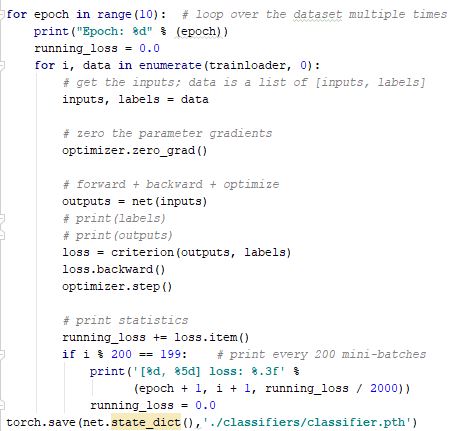 for epoch in range(10):  # loop over the dataset multiple times
    print("Epoch: %d" % (epoch))
    running_loss = 0.0
    for i, data in enumerate(trainloader, 0):
        # get the inputs; data is a list of [inputs, labels]
        inputs, labels = data

        # zero the parameter gradients
        optimizer.zero_grad()

        # forward + backward + optimize
        outputs = net(inputs)
        # print(labels)
        # print(outputs)
        loss = criterion(outputs, labels)
        loss.backward()
        optimizer.step()

        # print statistics
        running_loss += loss.item()
        if i % 200 == 199:    # print every 200 mini-batches
            print('[%d, %5d] loss: %.3f' %
                  (epoch + 1, i + 1, running_loss / 2000))
            running_loss = 0.0
torch.save(net.state_dict(),'./classifiers/classifier.pth')